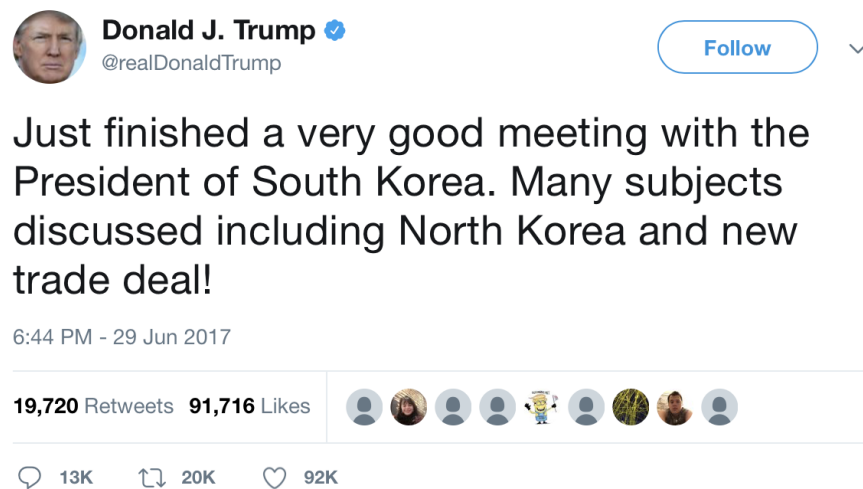 Donald J. Trump
@realDonaldTrump
Follow
Just finished a very good meeting with the
President of South Korea. Many subjects
discussed including North Korea and new
trade deal!
6:44 PM - 29 Jun 2017
19,720 Retweets 91,716 Likes
13K 20K 92K